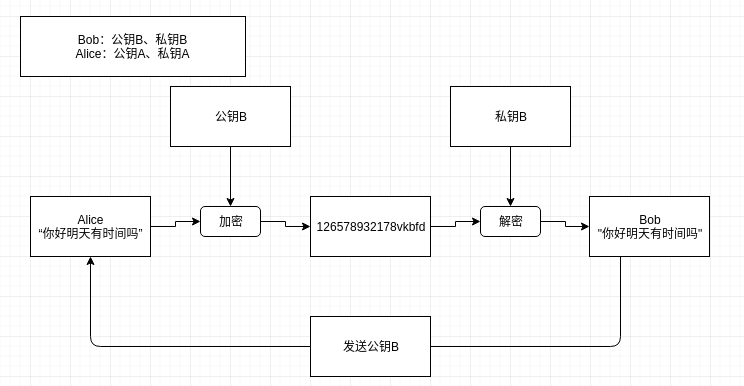 Bob：公钥B、私钥B
Alice：公钥A、私钥A
公钥B
私钥B
Alice
“你好明天有时间吗”
加密
126578932178vkbfd
解密
Bob
"你好明天有时间吗"
发送公钥B